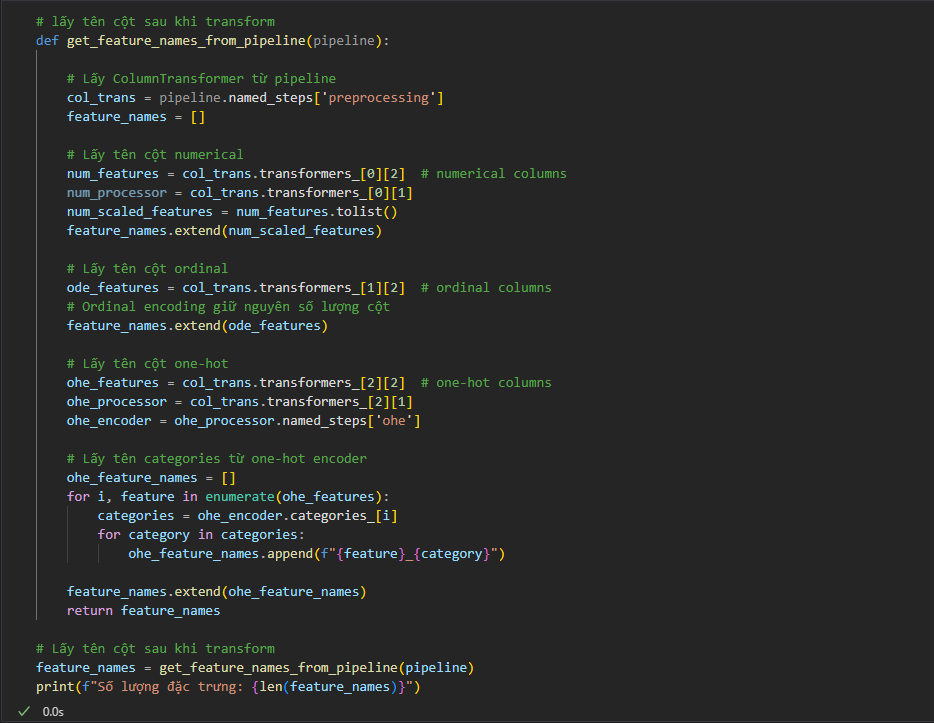 # lấy tên cột sau khi transform
def get_feature_names_from_pipeline(pipeline):
# Lấy ColumnTransformer từ pipeline
col_trans = pipeline.named_steps['preprocessing']
feature_names = []
# Lấy tên cột numerical
num_features = col_trans.transformers_[0][2]  # numerical columns
num_processor = col_trans.transformers_[0][1]
num_scaled_features = num_features.tolist()
feature_names.extend(num_scaled_features)
# Lấy tên cột ordinal
ode_features = col_trans.transformers_[1][2]  # ordinal columns
# Ordinal encoding giữ nguyên số lượng cột
feature_names.extend(ode_features)
# Lấy tên cột one-hot
ohe_features = col_trans.transformers_[2][2]  # one-hot columns
ohe_processor = col_trans.transformers_[2][1]
ohe_encoder = ohe_processor.named_steps['ohe']
# Lấy tên categories từ one-hot encoder
ohe_feature_names = []
for i, feature in enumerate(ohe_features):
categories = ohe_encoder.categories_[i]
for category in categories:
ohe_feature_names.append(f"{feature}_{category}")
feature_names.extend(ohe_feature_names)
return feature_names
# Lấy tên cột sau khi transform
feature_names = get_feature_names_from_pipeline(pipeline)
print(f"Số lượng đặc trưng: {len(feature_names)}")
0.0s